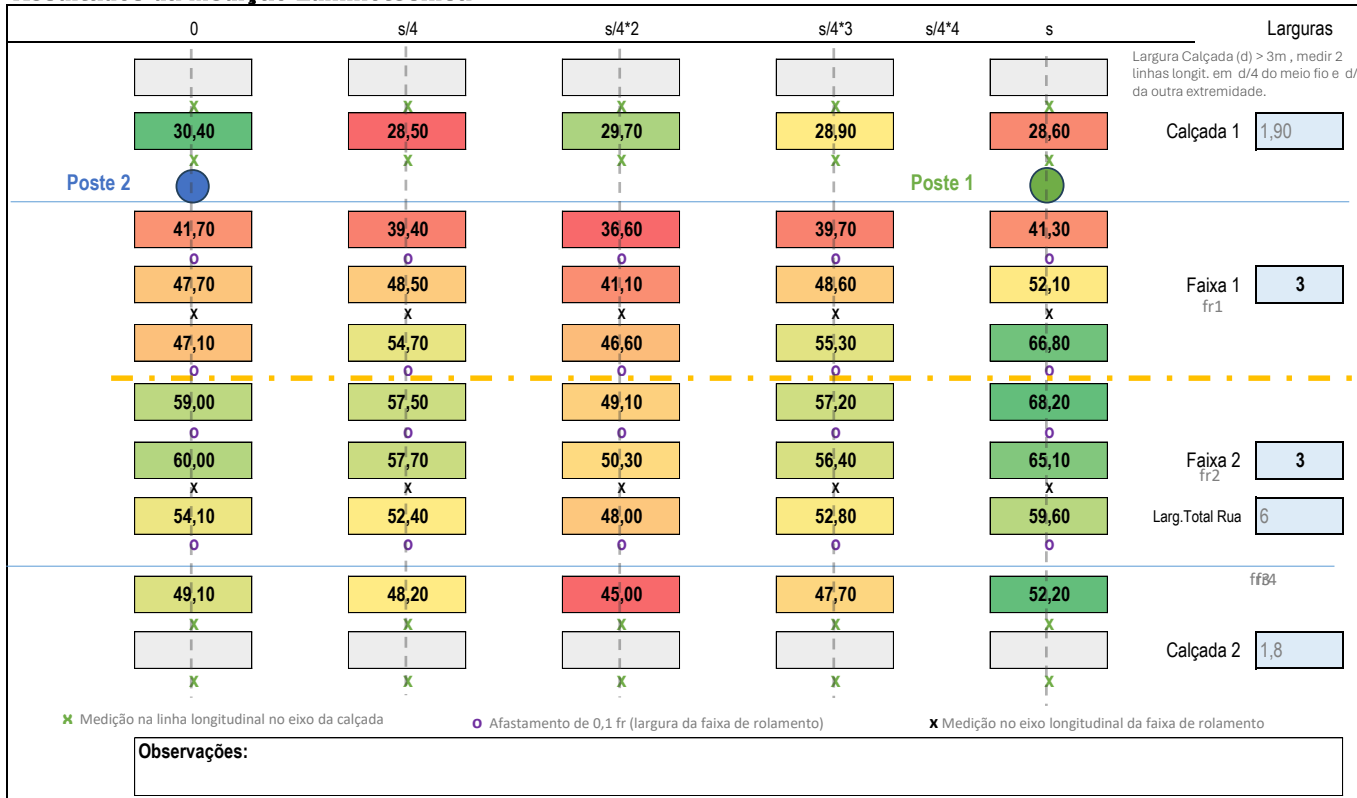 0 s/4 s/4*2 s/4*3 s/4*4 s Larguras
Largura Calçada (d) > 3m , medir 2
linhas longit. em d/4 do meio fio e d/
da outra extremidade.
x x x x x
30,40 28,50 29,70 28,90 28,60 Calçada 1 1,90
x x x x x
Poste 2 Poste 1
41,70 39,40 36,60 39,70 41,30
o o o o o
47,70 48,50 41,10 48,60 52,10 Faixa 1 3
fr1
x x x x x
47,10 54,70 46,60 55,30 66,80
o o o o o
59,00 57,50 49,10 57,20 68,20
o o o o o
60,00 57,70 50,30 56,40 65,10 Faixa 2 3
fr2
x x x x x
54,10 52,40 48,00 52,80 59,60 Larg.Total Rua 6
o o o o o
49,10 48,20 45,00 47,70 52,20
x x x x x
Calçada 2 1,8
x x x x x
x Medição na linha longitudinal no eixo da calçada o Afastamento de 0,1 fr (largura da faixa de rolamento) x Medição no eixo longitudinal da faixa de rolamento
Observações: